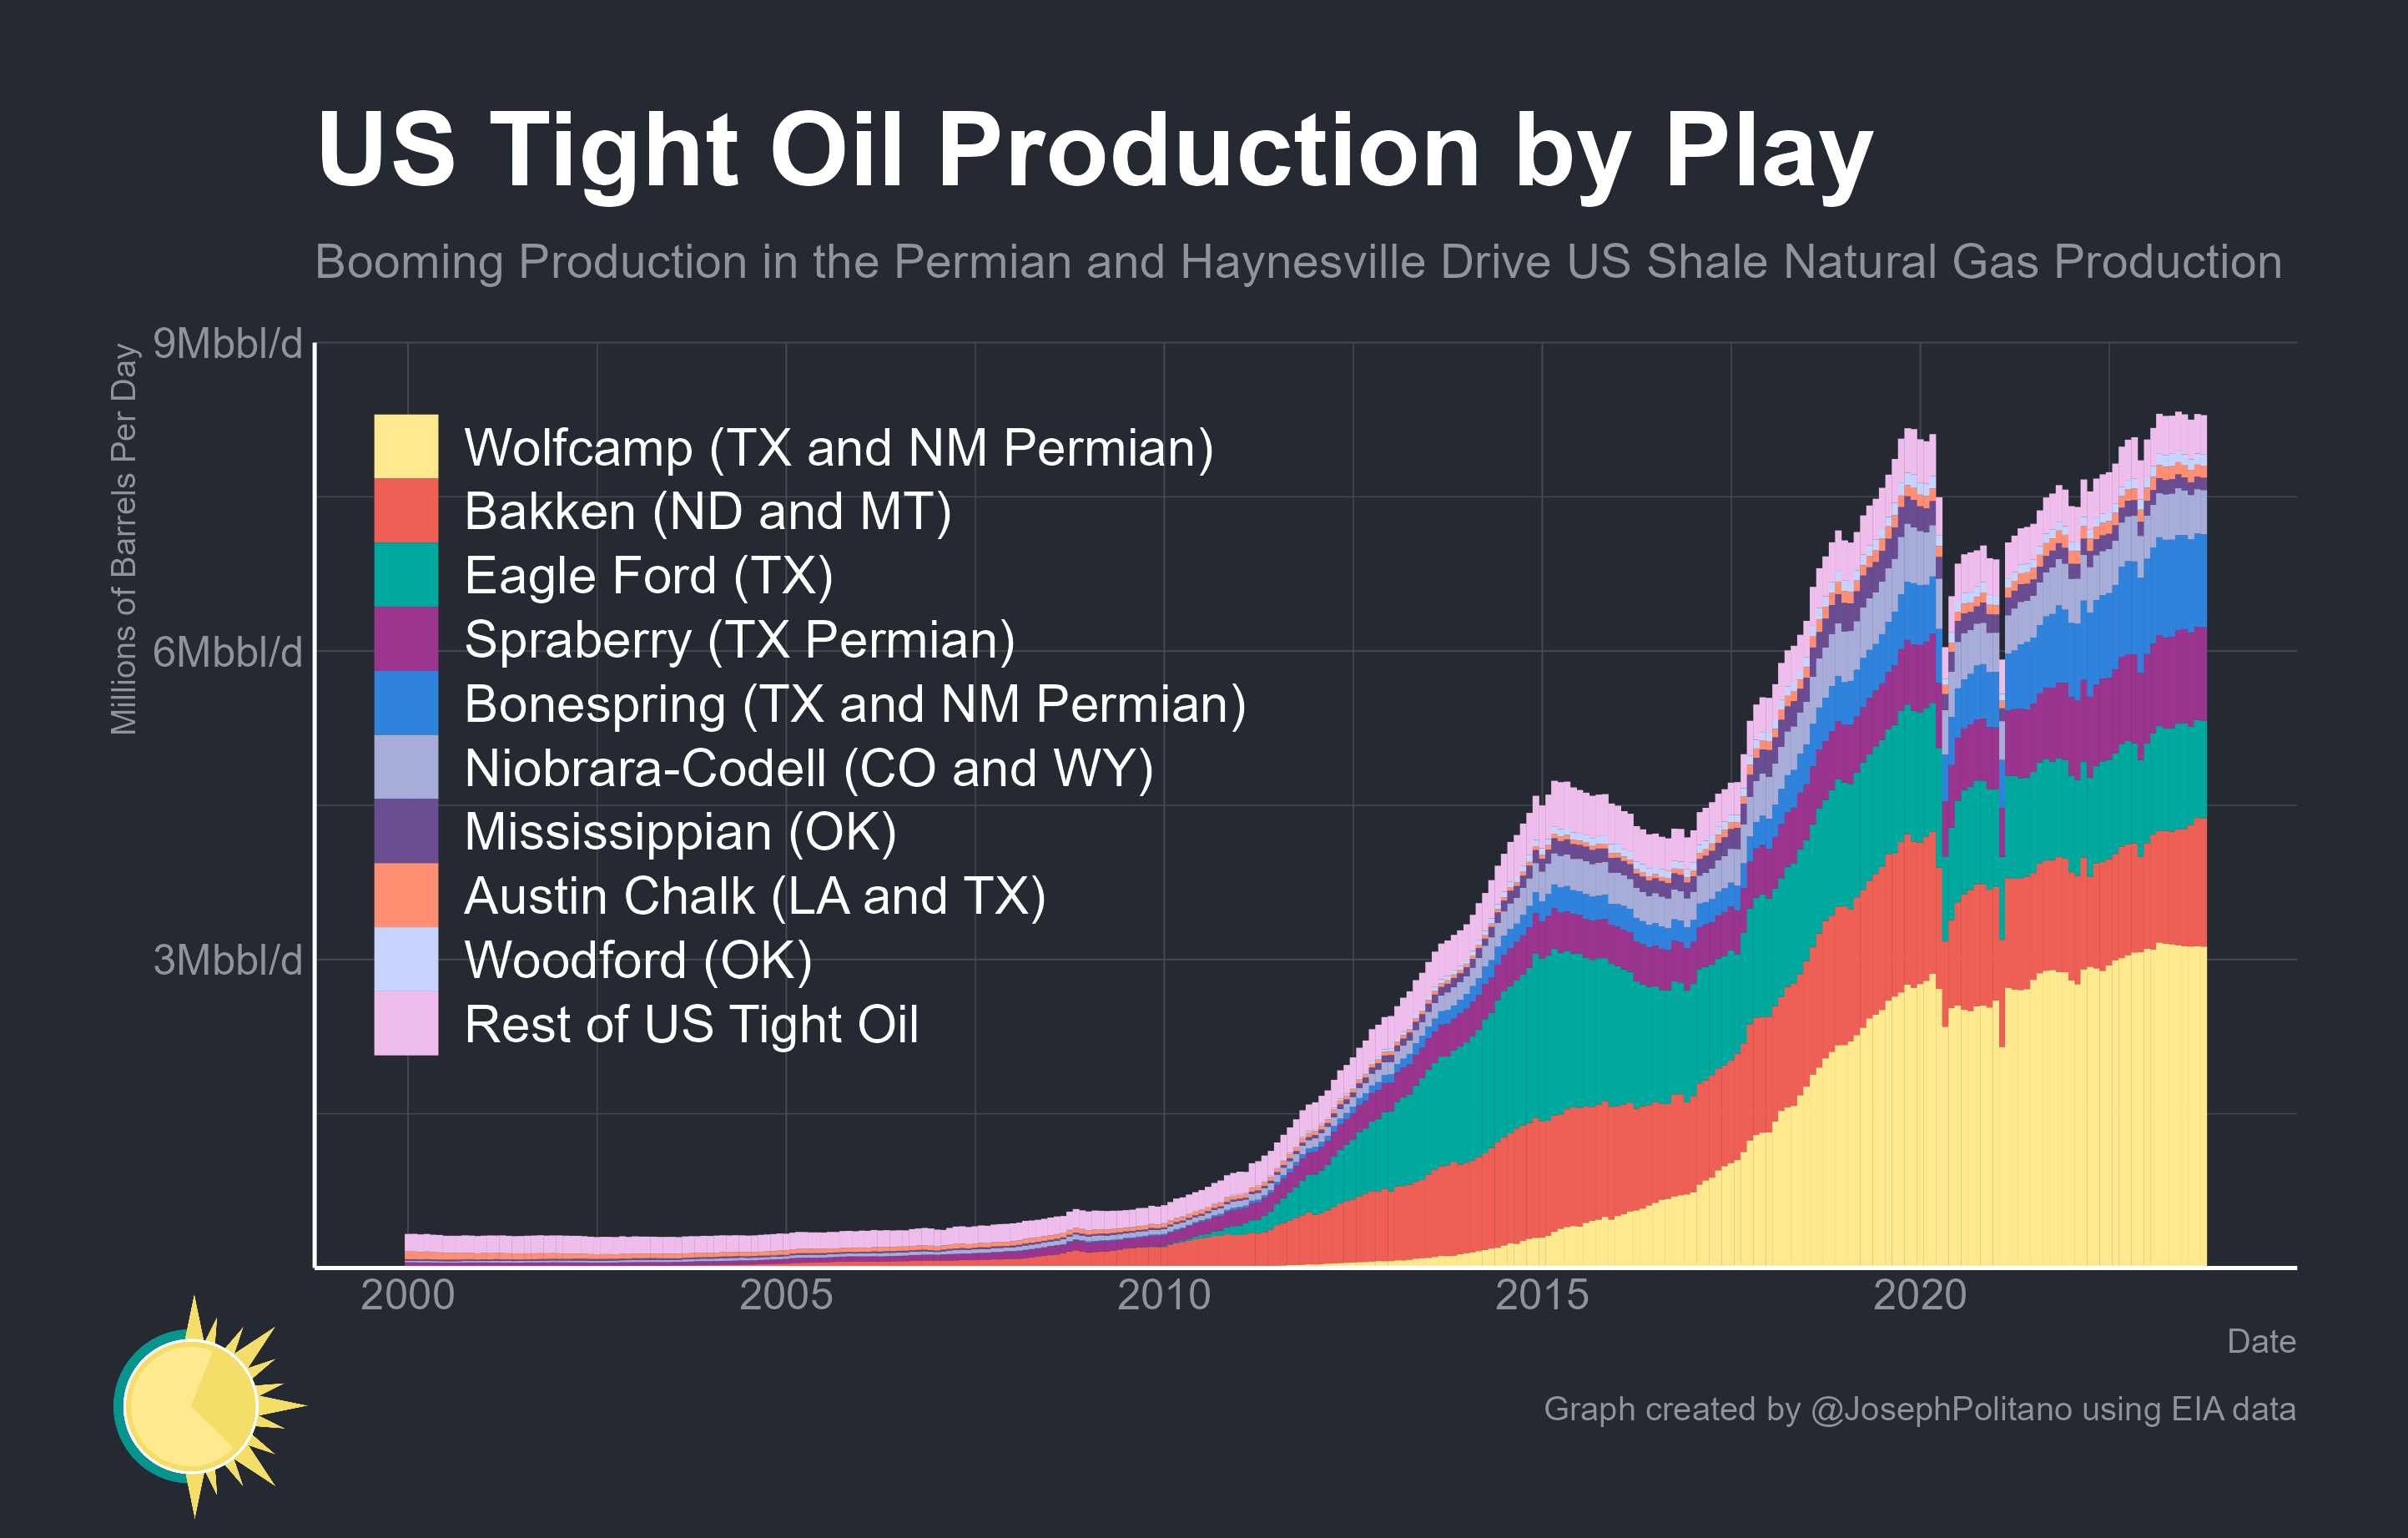 US Tight Oil Production by Play
Booming Production in the Permian and Haynesville Drive US Shale Natural Gas Production
Millions of Barrels Per Day
9Mbbl/d
6Mbbl/d
3Mbbl/d
Wolfcamp (TX and NM Permian)
Bakken (ND and MT)
Eagle Ford (TX)
Spraberry (TX Permian)
Bonespring (TX and NM Permian)
Niobrara-Codell (CO and WY)
Mississippian (OK)
Austin Chalk (LA and TX)
Woodford (OK)
Rest of US Tight Oil
2000 2005 2010 2015 2020
Date
Graph created by @JosephPolitano using EIA data